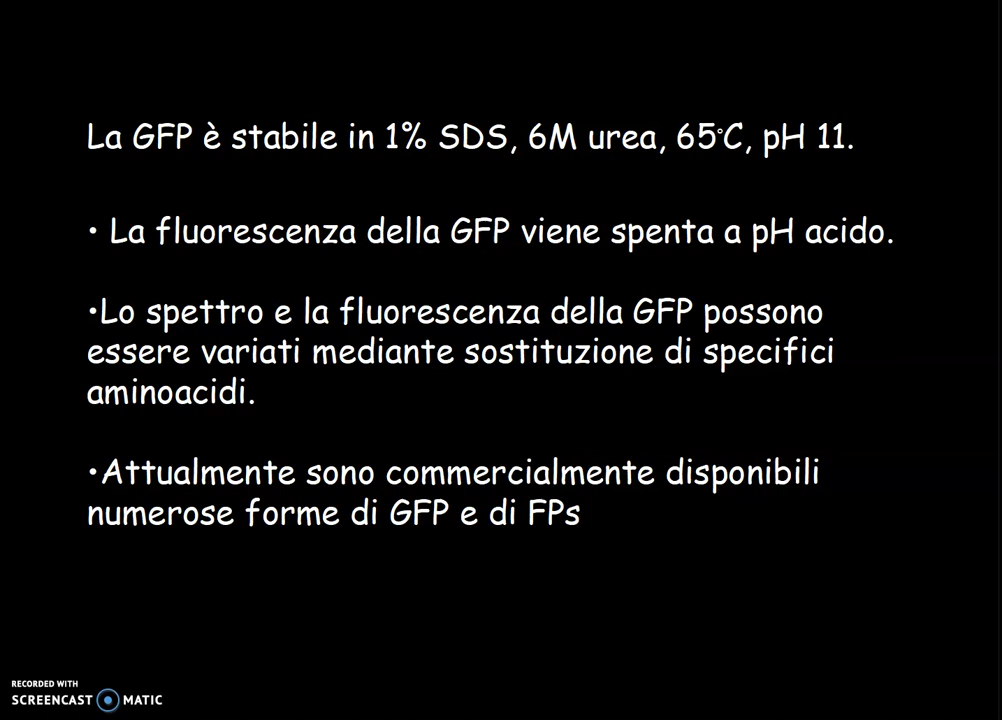 La GFP è stabile in 1% SDS, 6M urea, 65°C, pH 11.
• La fluorescenza della GFP viene spenta a pH acido.
•Lo spettro e la fluorescenza della GFP possono
essere variati mediante sostituzione di specifici
aminoacidi.
•Attualmente sono commercialmente disponibili
numerose forme di GFP e di FPs
RECORDED WITH
SCREENCAST MATIC